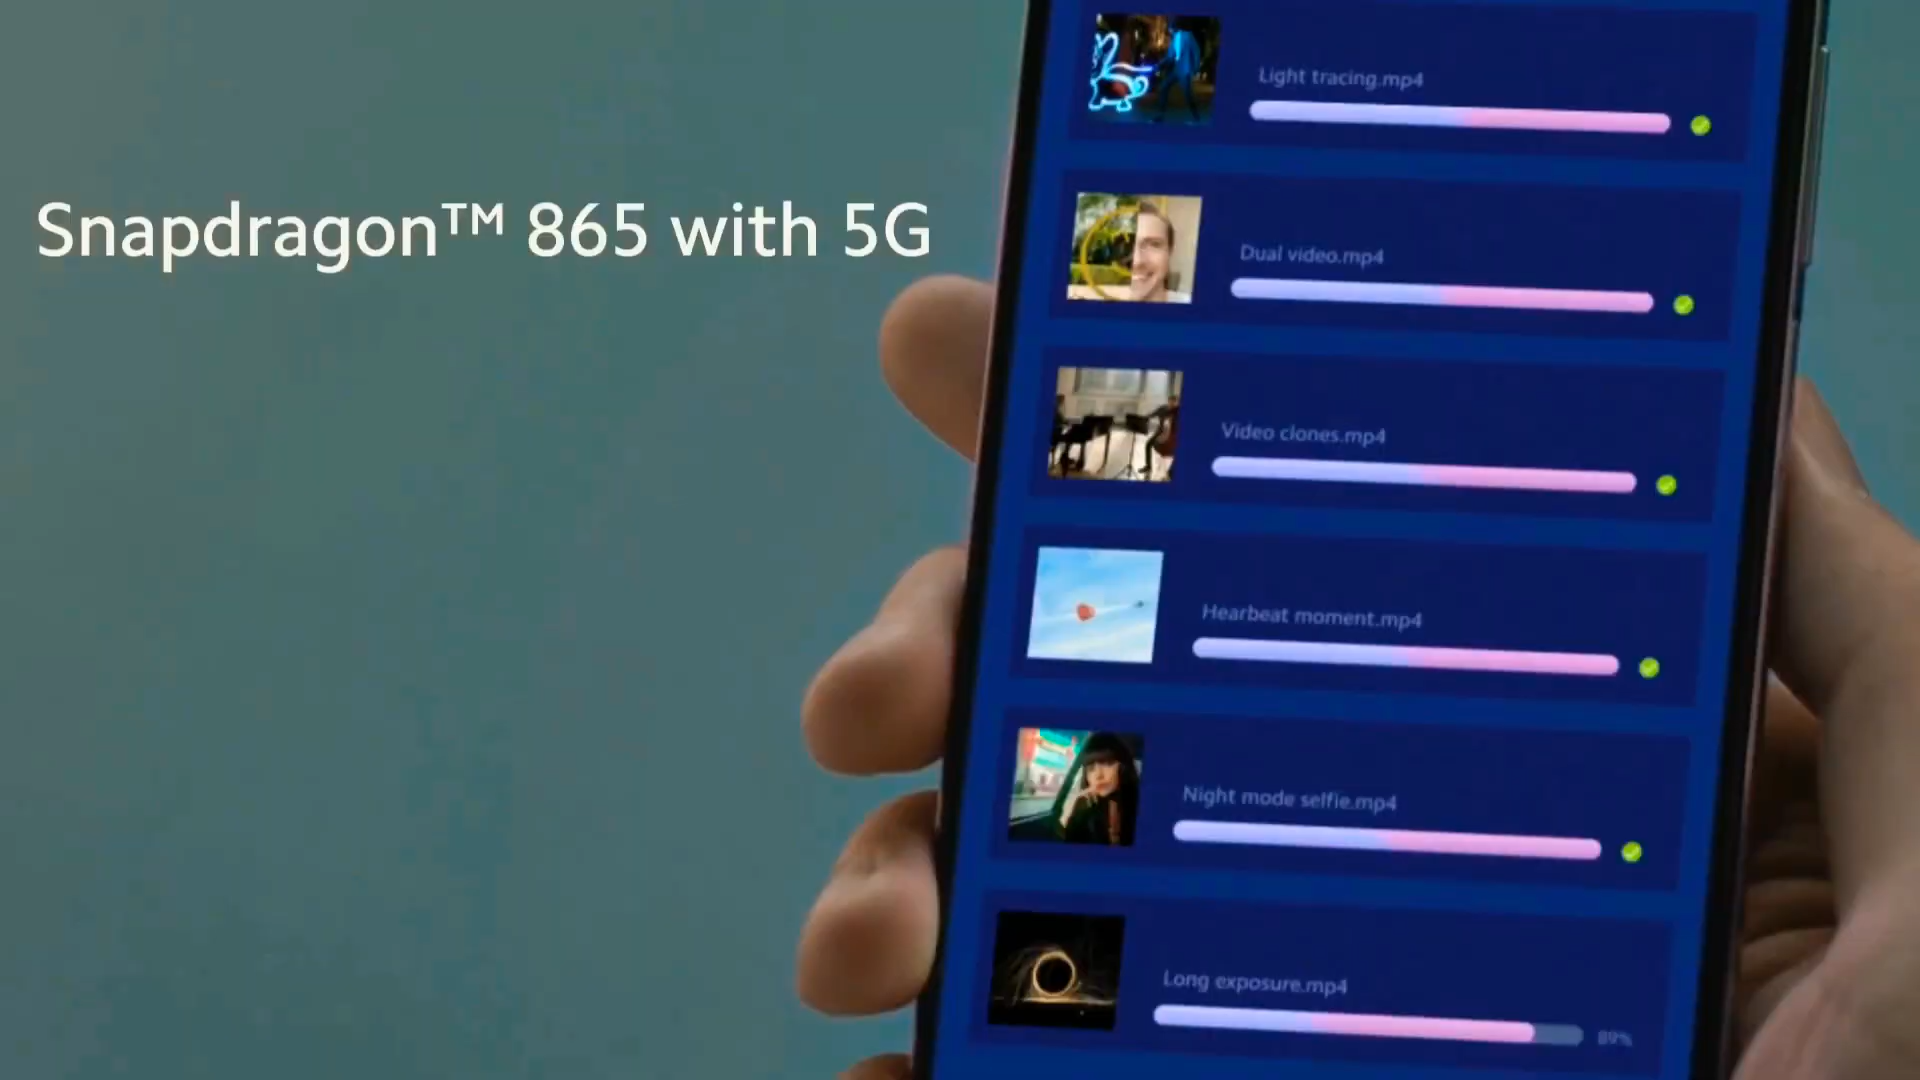 Snapdragon™ 865 with 5G
Light tracing.mp4
Dual video.mp4
Video clones.mp4
Hearbeat moment.mp4
Night mode selfie.mp4
Long exposure.mp4
89%